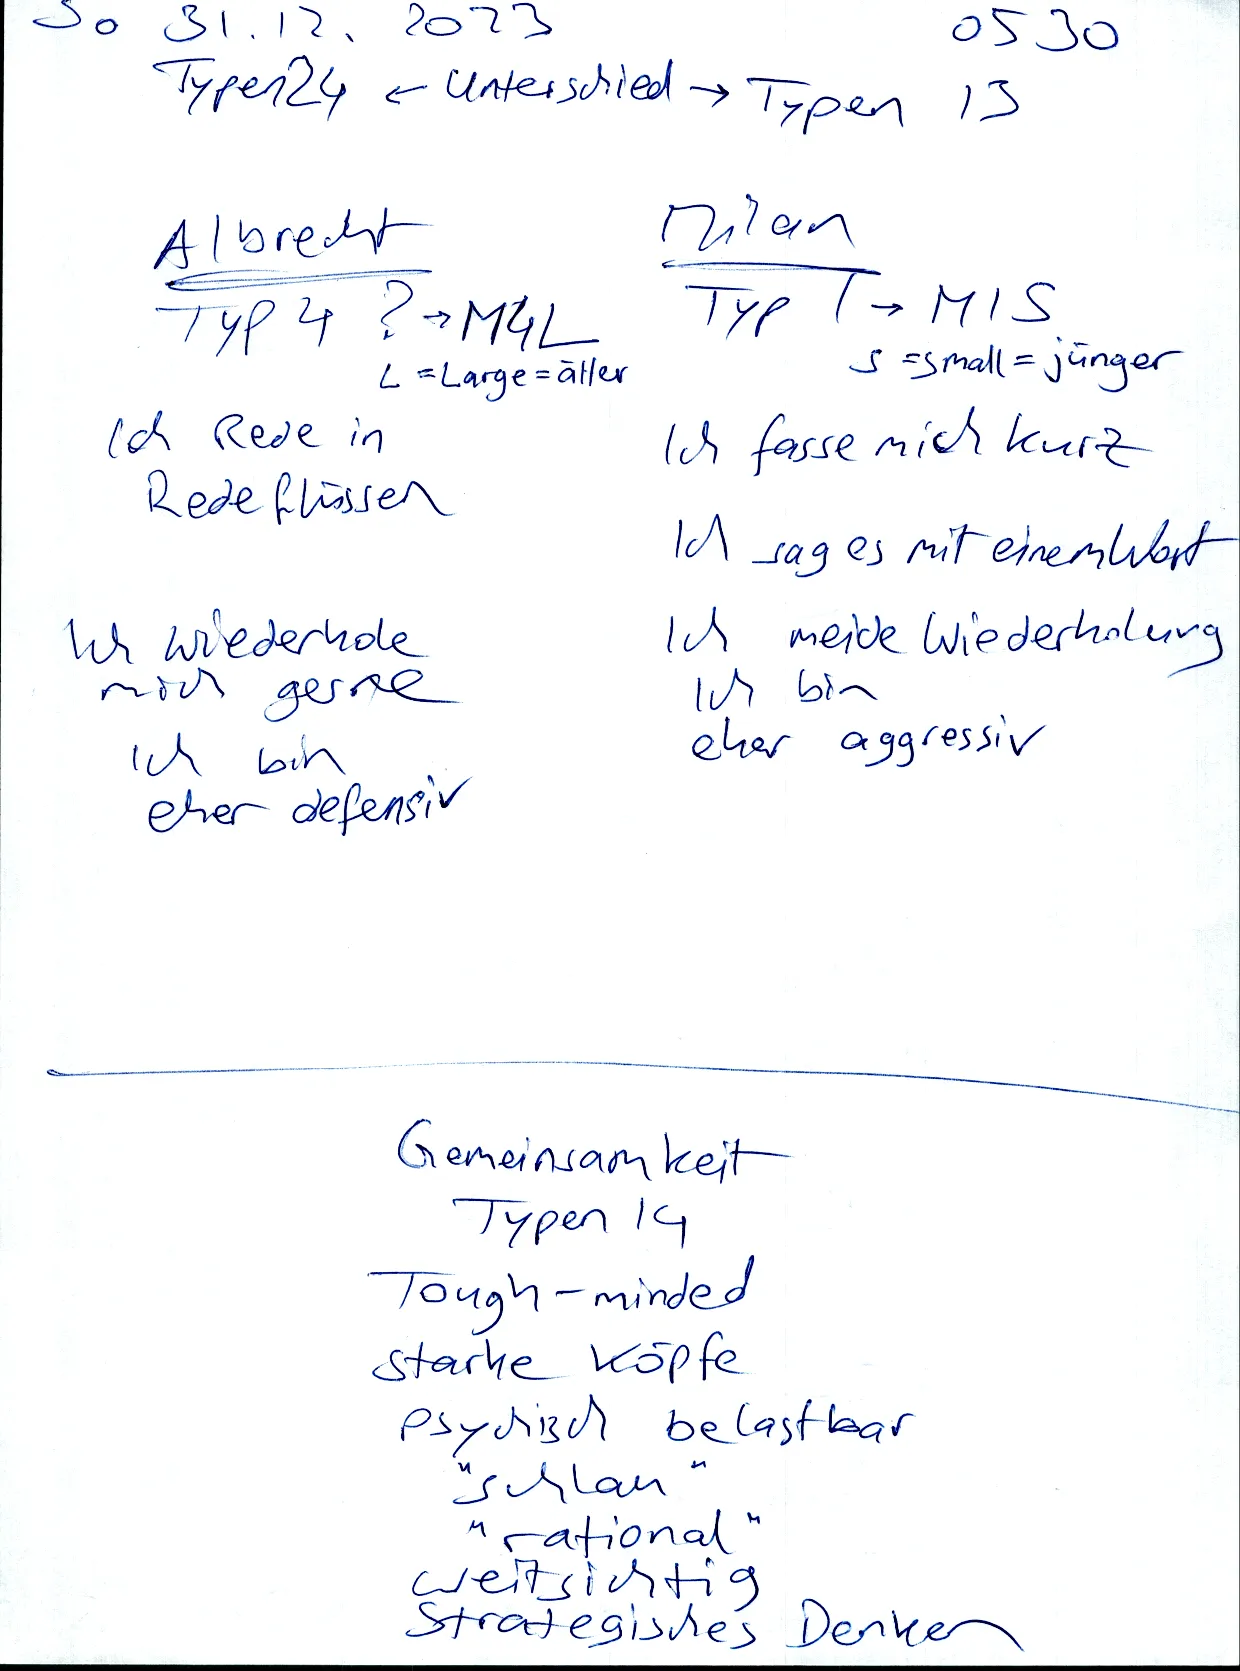 So 31.12. 2023 0530
Typen24 ← Unterschied → Typen 13
Albrecht Milan
Typ 4 ? → M4L Typ 1 → M1S
L = Large = älter S = small = jünger
Ich Rede in Ich fasse mich kurz
Redeflüssen
Ich sag es mit einem Wort
Ich wiederhole Ich meide Wiederholung
mich gerne Ich bin
Ich bin eher aggressiv
eher defensiv
Gemeinsamkeit
Typen 14
Tough-minded
starke Köpfe
psychisch belastbar
"schlau"
"rational"
weitsichtig
Strategisches Denken